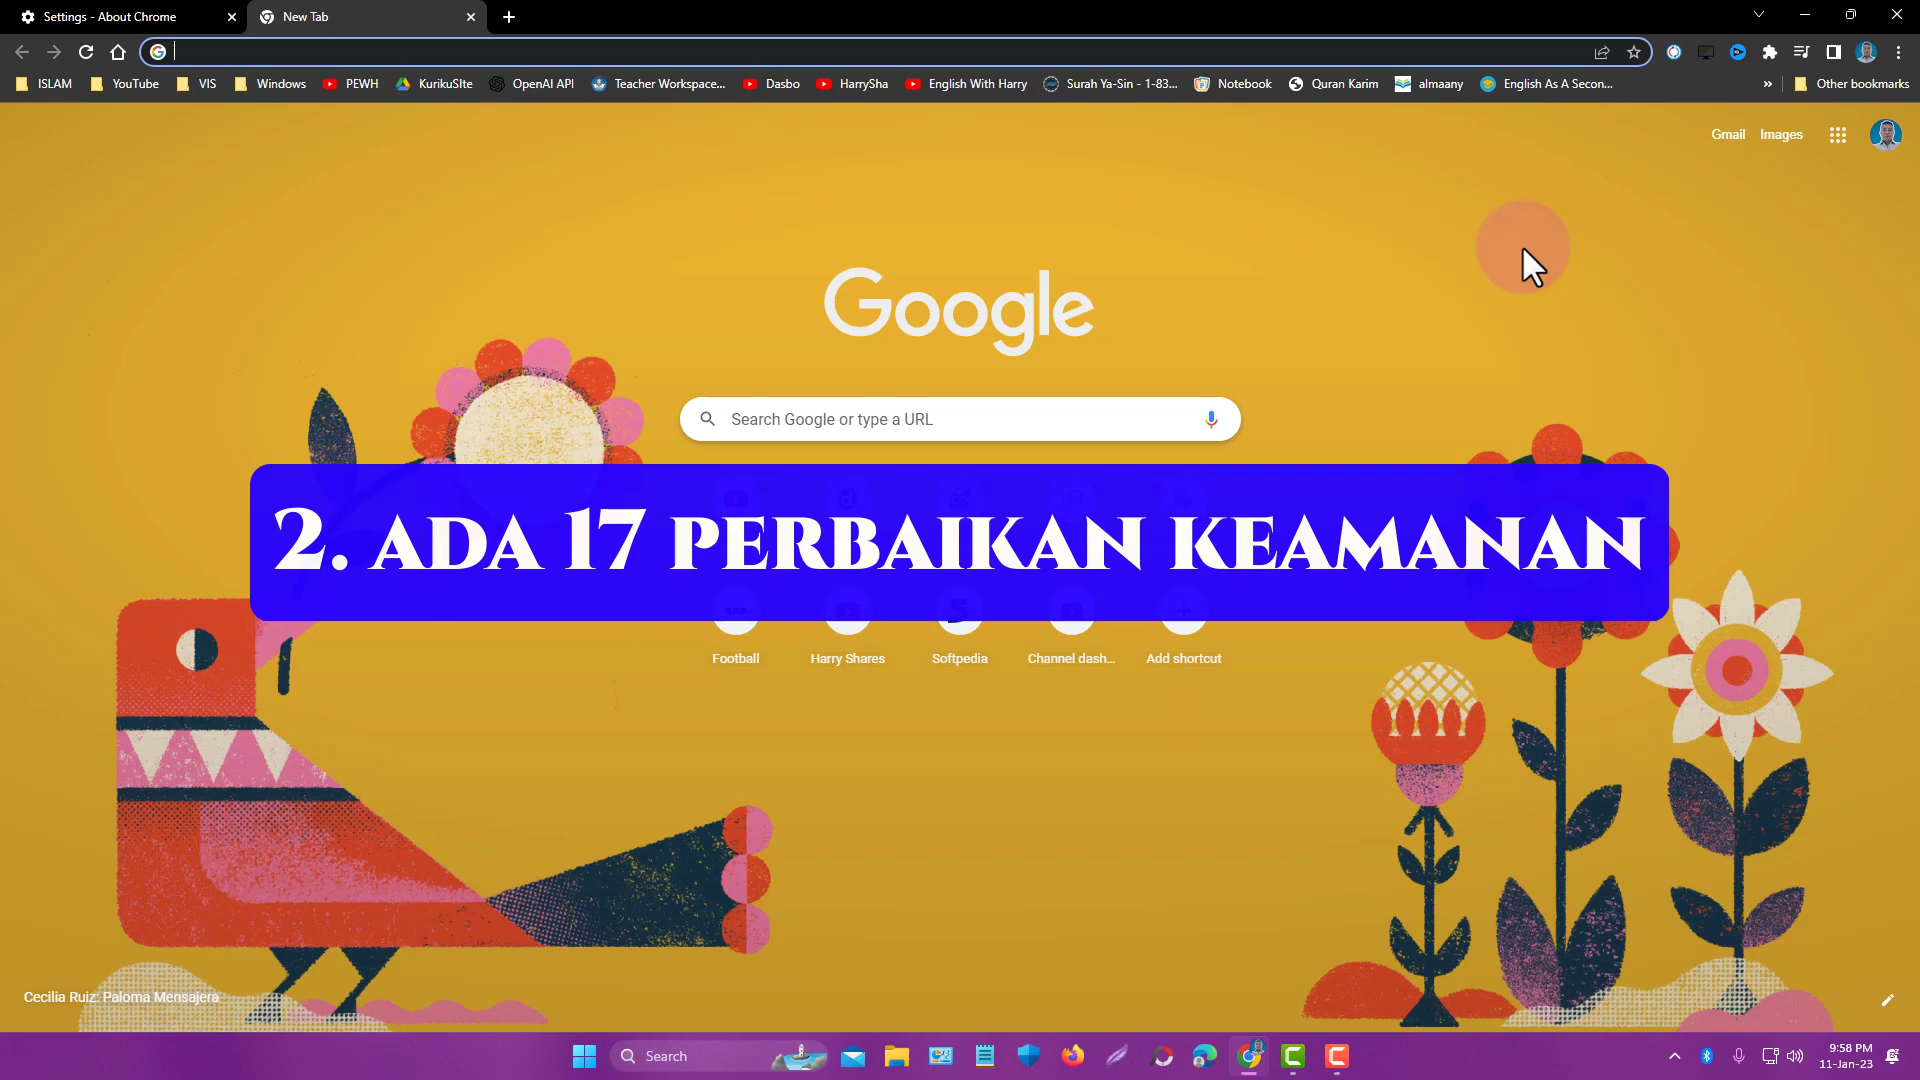 Settings - About Chrome
New Tab
ISLAM
YouTube
VIS
Windows
PEWH
KurikuSIte
OpenAI API
Teacher Workspace...
Dasbo
HarrySha
English With Harry
Surah Ya-Sin - 1-83...
Notebook
Quran Karim
almaany
English As A Secon...
»
Other bookmarks
Gmail
Images
Google
Search Google or type a URL
2. ADA 17 PERBAIKAN KEAMANAN
Football
Harry Shares
Softpedia
Channel dash...
Add shortcut
Cecilia Ruiz: Paloma Mensajera
Search
9:58 PM
11-Jan-23